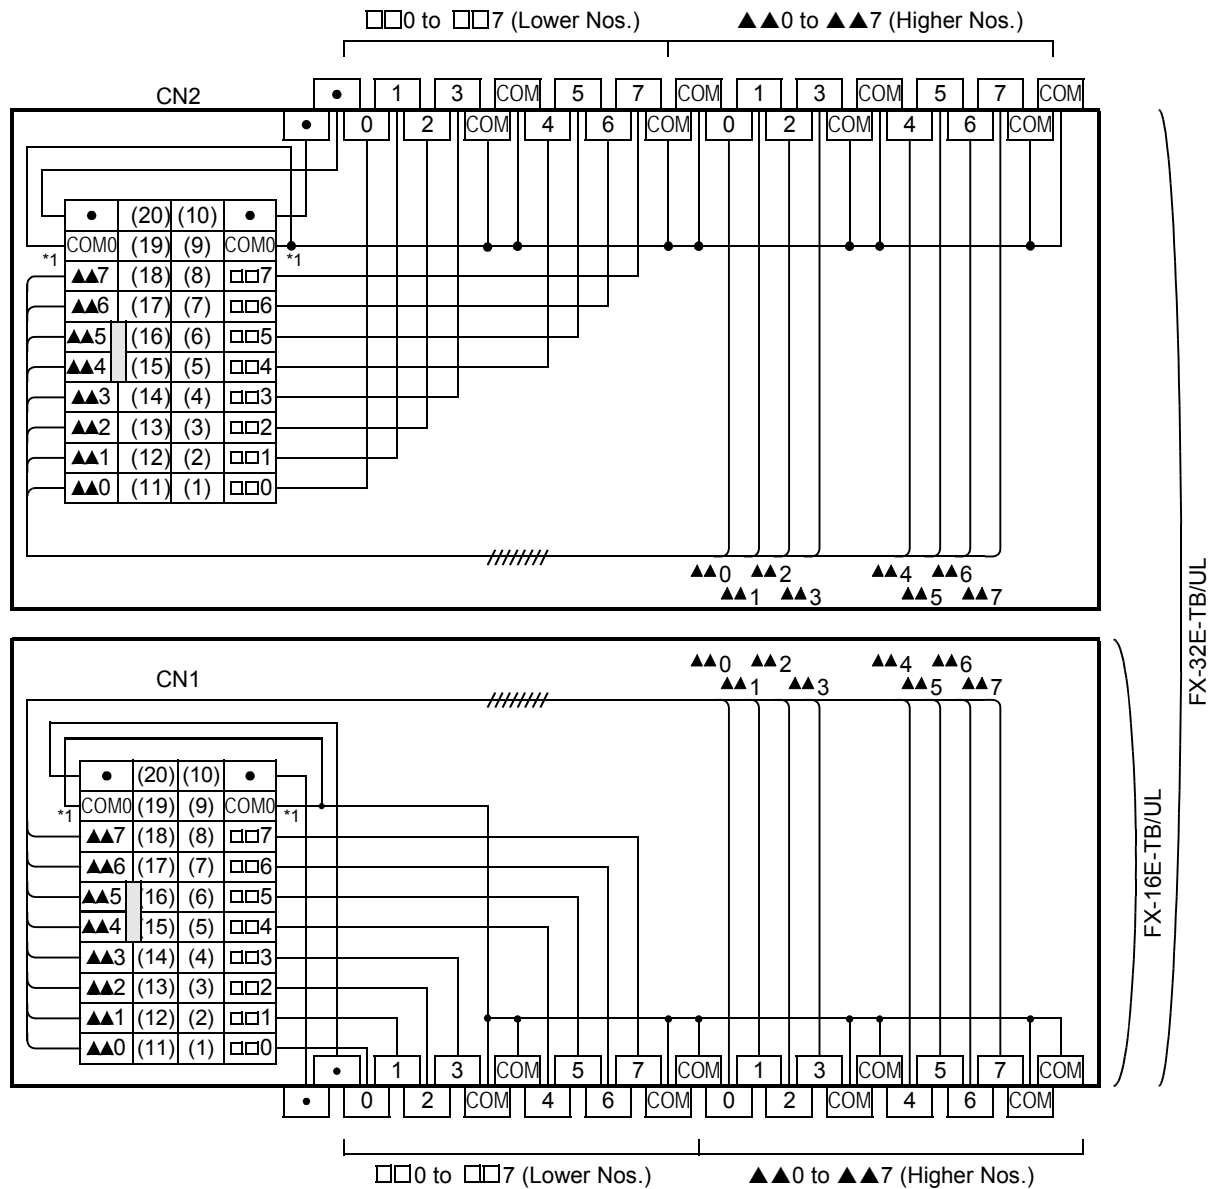 □□0 to □□7 (Lower Nos.) ▲▲0 to ▲▲7 (Higher Nos.)
CN2
• 1 3 COM 5 7 COM 1 3 COM 5 7 COM
• 0 2 COM 4 6 COM 0 2 COM 4 6 COM
• (20) (10) •
COM0 (19) (9) COM0
*1 *1
▲▲7 (18) (8) □□7
▲▲6 (17) (7) □□6
▲▲5 (16) (6) □□5
▲▲4 (15) (5) □□4
▲▲3 (14) (4) □□3
▲▲2 (13) (3) □□2
▲▲1 (12) (2) □□1
▲▲0 (11) (1) □□0
▲▲0 ▲▲2 ▲▲4 ▲▲6
▲▲1 ▲▲3 ▲▲5 ▲▲7
FX-32E-TB/UL
CN1
▲▲0 ▲▲2 ▲▲4 ▲▲6
▲▲1 ▲▲3 ▲▲5 ▲▲7
• (20) (10) •
COM0 (19) (9) COM0
*1 *1
▲▲7 (18) (8) □□7
▲▲6 (17) (7) □□6
▲▲5 (16) (6) □□5
▲▲4 (15) (5) □□4
▲▲3 (14) (4) □□3
▲▲2 (13) (3) □□2
▲▲1 (12) (2) □□1
▲▲0 (11) (1) □□0
FX-16E-TB/UL
• 1 3 COM 5 7 COM 1 3 COM 5 7 COM
• 0 2 COM 4 6 COM 0 2 COM 4 6 COM
□□0 to □□7 (Lower Nos.) ▲▲0 to ▲▲7 (Higher Nos.)